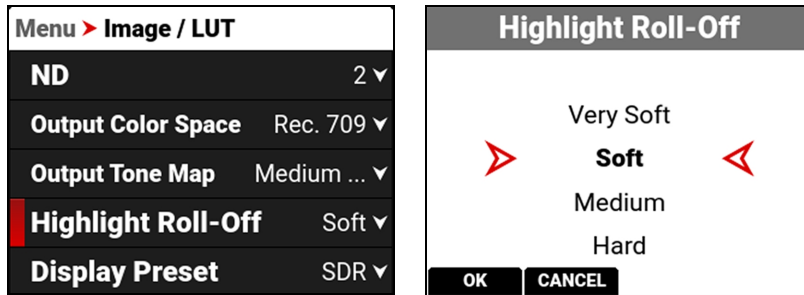 Menu > Image / LUT
ND 2
Output Color Space Rec. 709
Output Tone Map Medium ...
Highlight Roll-Off Soft
Display Preset SDR
Highlight Roll-Off
Very Soft
Soft
Medium
Hard
OK CANCEL